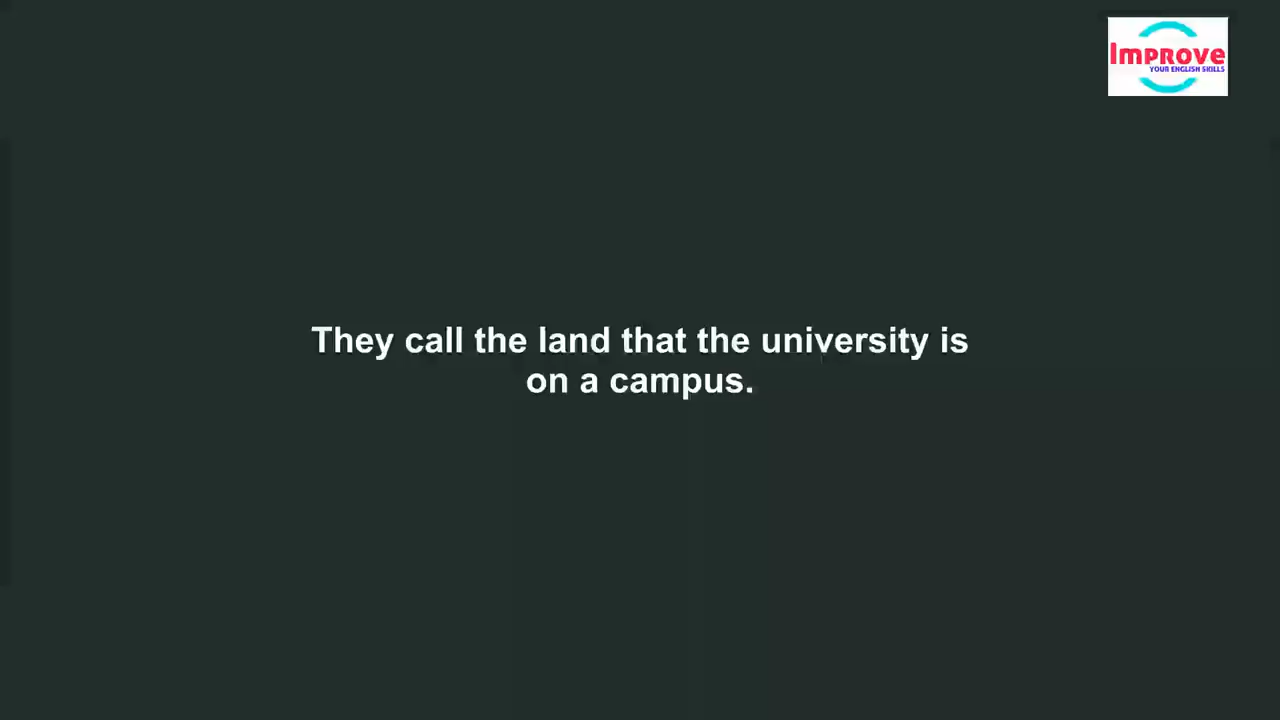 Improve
YOUR ENGLISH SKILLS
They call the land that the university is
on a campus.